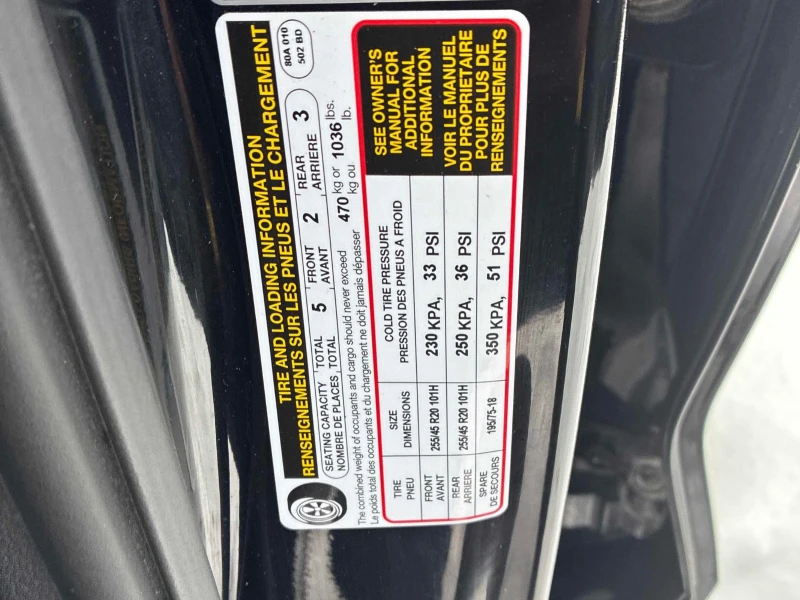 TIRE AND LOADING INFORMATION
RENSEIGNEMENTS SUR LES PNEUS ET LE CHARGEMENT
80A 010
502 BD
SEATING CAPACITY TOTAL 5 FRONT 2 REAR 3
NOMBRE DE PLACES TOTAL AVANT ARRIERE
The combined weight of occupants and cargo should never exceed 470 kg or 1036 lbs.
Le poids total des occupants et du chargement ne doit jamais dépasser kg ou lb.
TIRE SIZE COLD TIRE PRESSURE
PNEU DIMENSIONS PRESSION DES PNEUS A FROID
FRONT
AVANT 255/45 R20 101H 230 KPA, 33 PSI
REAR
ARRIERE 255/45 R20 101H 250 KPA, 36 PSI
SPARE
DE SECOURS 195/75-18 350 KPA, 51 PSI
SEE OWNER'S
MANUAL FOR
ADDITIONAL
INFORMATION
VOIR LE MANUEL
DU PROPRIETAIRE
POUR PLUS DE
RENSEIGNEMENTS